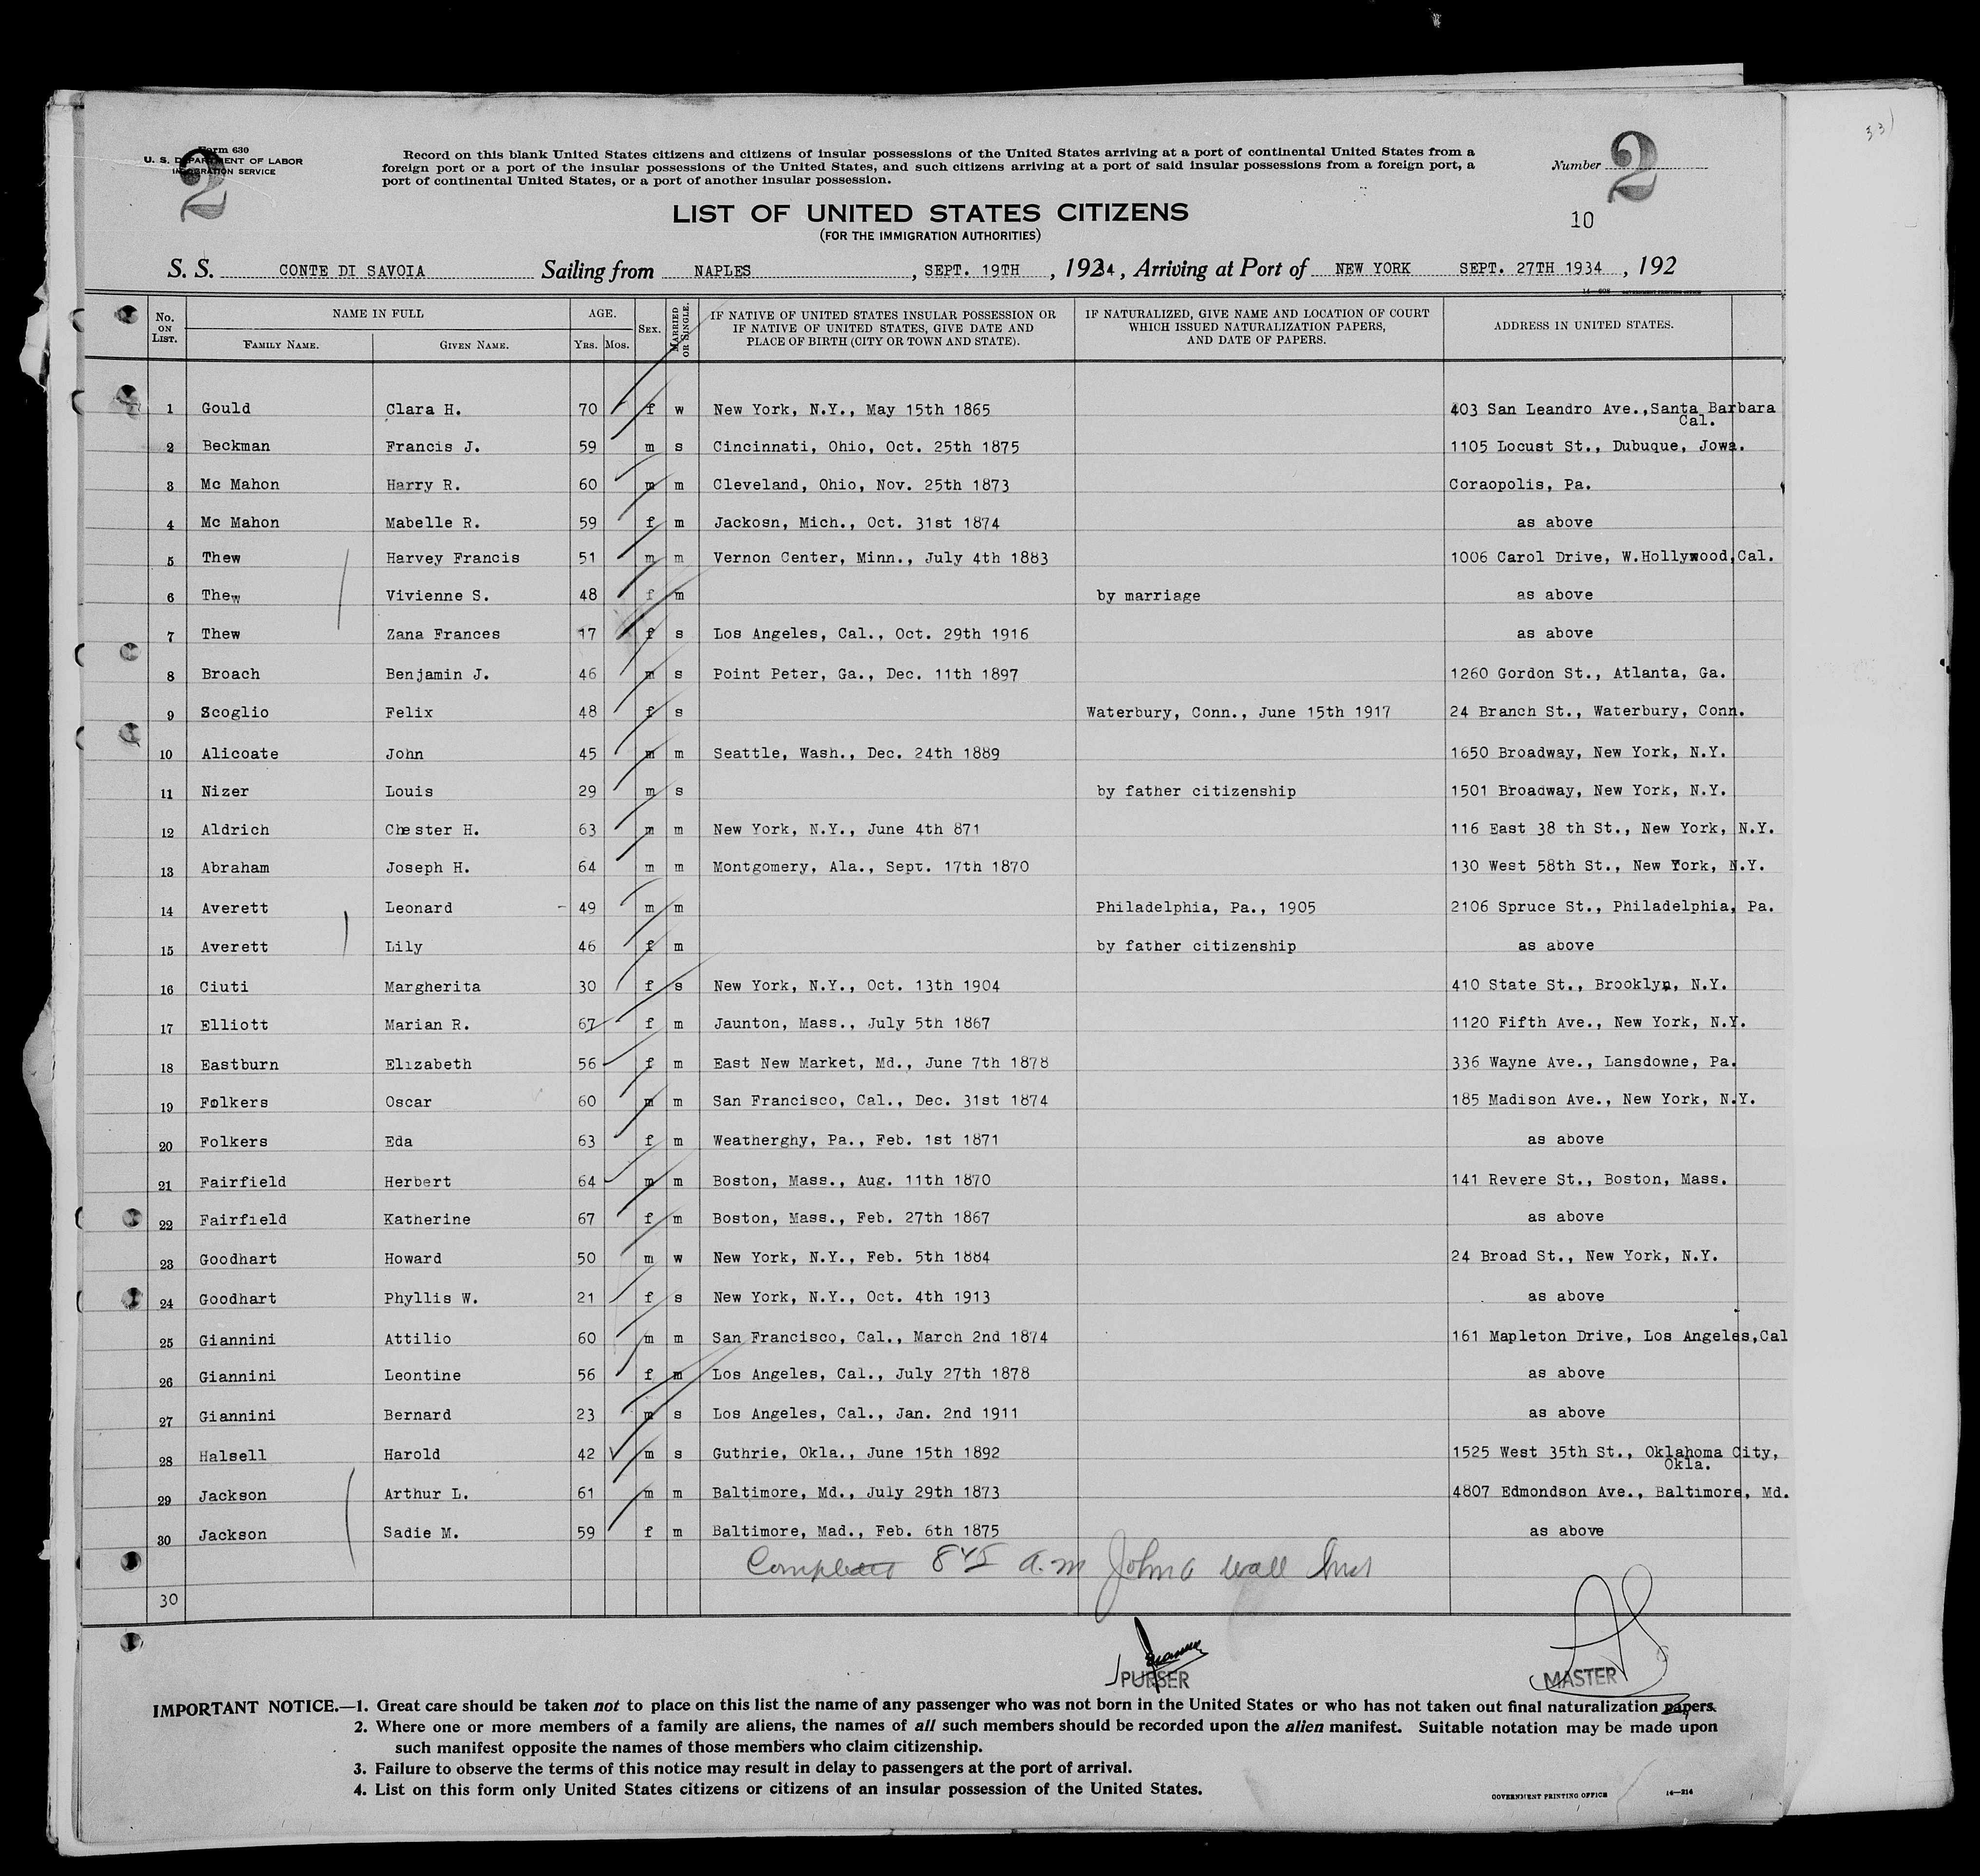 33
Form 630
U. S. DEPARTMENT OF LABOR
IMMIGRATION SERVICE
2
Record on this blank United States citizens and citizens of insular possessions of the United States arriving at a port of continental United States from a
foreign port or a port of the insular possessions of the United States, and such citizens arriving at a port of said insular possessions from a foreign port, a
port of continental United States, or a port of another insular possession.
Number 2
LIST OF UNITED STATES CITIZENS
(FOR THE IMMIGRATION AUTHORITIES)
10
S. S. CONTE DI SAVOIA Sailing from NAPLES, SEPT. 19TH, 1934, Arriving at Port of NEW YORK SEPT. 27TH 1934, 192
No. ON LIST. NAME IN FULL AGE. SEX. MARRIED OR SINGLE. IF NATIVE OF UNITED STATES INSULAR POSSESSION OR IF NATIVE OF UNITED STATES, GIVE DATE AND PLACE OF BIRTH (CITY OR TOWN AND STATE). IF NATURALIZED, GIVE NAME AND LOCATION OF COURT WHICH ISSUED NATURALIZATION PAPERS, AND DATE OF PAPERS. ADDRESS IN UNITED STATES.
FAMILY NAME. GIVEN NAME. YRS. MOS.
1 Gould Clara H. 70 f w New York, N.Y., May 15th 1865 403 San Leandro Ave.,Santa Barbara
Cal.
2 Beckman Francis J. 59 m s Cincinnati, Ohio, Oct. 25th 1875 1105 Locust St., Dubuque, Jowa.
3 Mc Mahon Harry R. 60 m m Cleveland, Ohio, Nov. 25th 1873 Coraopolis, Pa.
4 Mc Mahon Mabelle R. 59 f m Jackosn, Mich., Oct. 31st 1874 as above
5 Thew Harvey Francis 51 m m Vernon Center, Minn., July 4th 1883 1006 Carol Drive, W.Hollywood,Cal.
6 Thew Vivienne S. 48 f m by marriage as above
7 Thew Zana Frances 17 f s Los Angeles, Cal., Oct. 29th 1916 as above
8 Broach Benjamin J. 46 m s Point Peter, Ga., Dec. 11th 1897 1260 Gordon St., Atlanta, Ga.
9 Scoglio Felix 48 f s Waterbury, Conn., June 15th 1917 24 Branch St., Waterbury, Conn.
10 Alicoate John 45 m m Seattle, Wash., Dec. 24th 1889 1650 Broadway, New York, N.Y.
11 Nizer Louis 29 m s by father citizenship 1501 Broadway, New York, N.Y.
12 Aldrich Chester H. 63 m m New York, N.Y., June 4th 871 116 East 38 th St., New York, N.Y.
13 Abraham Joseph H. 64 m m Montgomery, Ala., Sept. 17th 1870 130 West 58th St., New York, N.Y.
14 Averett Leonard - 49 m m Philadelphia, Pa., 1905 2106 Spruce St., Philadelphia, Pa.
15 Averett Lily 46 f m by father citizenship as above
16 Ciuti Margherita 30 f s New York, N.Y., Oct. 13th 1904 410 State St., Brooklyn, N.Y.
17 Elliott Marian R. 67 f m Jaunton, Mass., July 5th 1867 1120 Fifth Ave., New York, N.Y.
18 Eastburn Elizabeth 56 f m East New Market, Md., June 7th 1878 336 Wayne Ave., Lansdowne, Pa.
19 Folkers Oscar 60 m m San Francisco, Cal., Dec. 31st 1874 185 Madison Ave., New York, N.Y.
20 Folkers Eda 63 f m Weatherghy, Pa., Feb. 1st 1871 as above
21 Fairfield Herbert 64 m m Boston, Mass., Aug. 11th 1870 141 Revere St., Boston, Mass.
22 Fairfield Katherine 67 f m Boston, Mass., Feb. 27th 1867 as above
23 Goodhart Howard 50 m w New York, N.Y., Feb. 5th 1884 24 Broad St., New York, N.Y.
24 Goodhart Phyllis W. 21 f s New York, N.Y., Oct. 4th 1913 as above
25 Giannini Attilio 60 m m San Francisco, Cal., March 2nd 1874 161 Mapleton Drive, Los Angeles,Cal
26 Giannini Leontine 56 f m Los Angeles, Cal., July 27th 1878 as above
27 Giannini Bernard 23 m s Los Angeles, Cal., Jan. 2nd 1911 as above
28 Halsell Harold 42 m s Guthrie, Okla., June 15th 1892 1525 West 35th St., Oklahoma City,
Okla.
29 Jackson Arthur L. 61 m m Baltimore, Md., July 29th 1873 4807 Edmondson Ave., Baltimore, Md.
30 Jackson Sadie M. 59 f m Baltimore, Mad., Feb. 6th 1875 as above
Completed 845 a.m John Wall Insp
30
PURSER
MASTER
IMPORTANT NOTICE.—1. Great care should be taken not to place on this list the name of any passenger who was not born in the United States or who has not taken out final naturalization papers.
2. Where one or more members of a family are aliens, the names of all such members should be recorded upon the alien manifest. Suitable notation may be made upon
such manifest opposite the names of those members who claim citizenship.
3. Failure to observe the terms of this notice may result in delay to passengers at the port of arrival.
4. List on this form only United States citizens or citizens of an insular possession of the United States.
GOVERNMENT PRINTING OFFICE 14—214